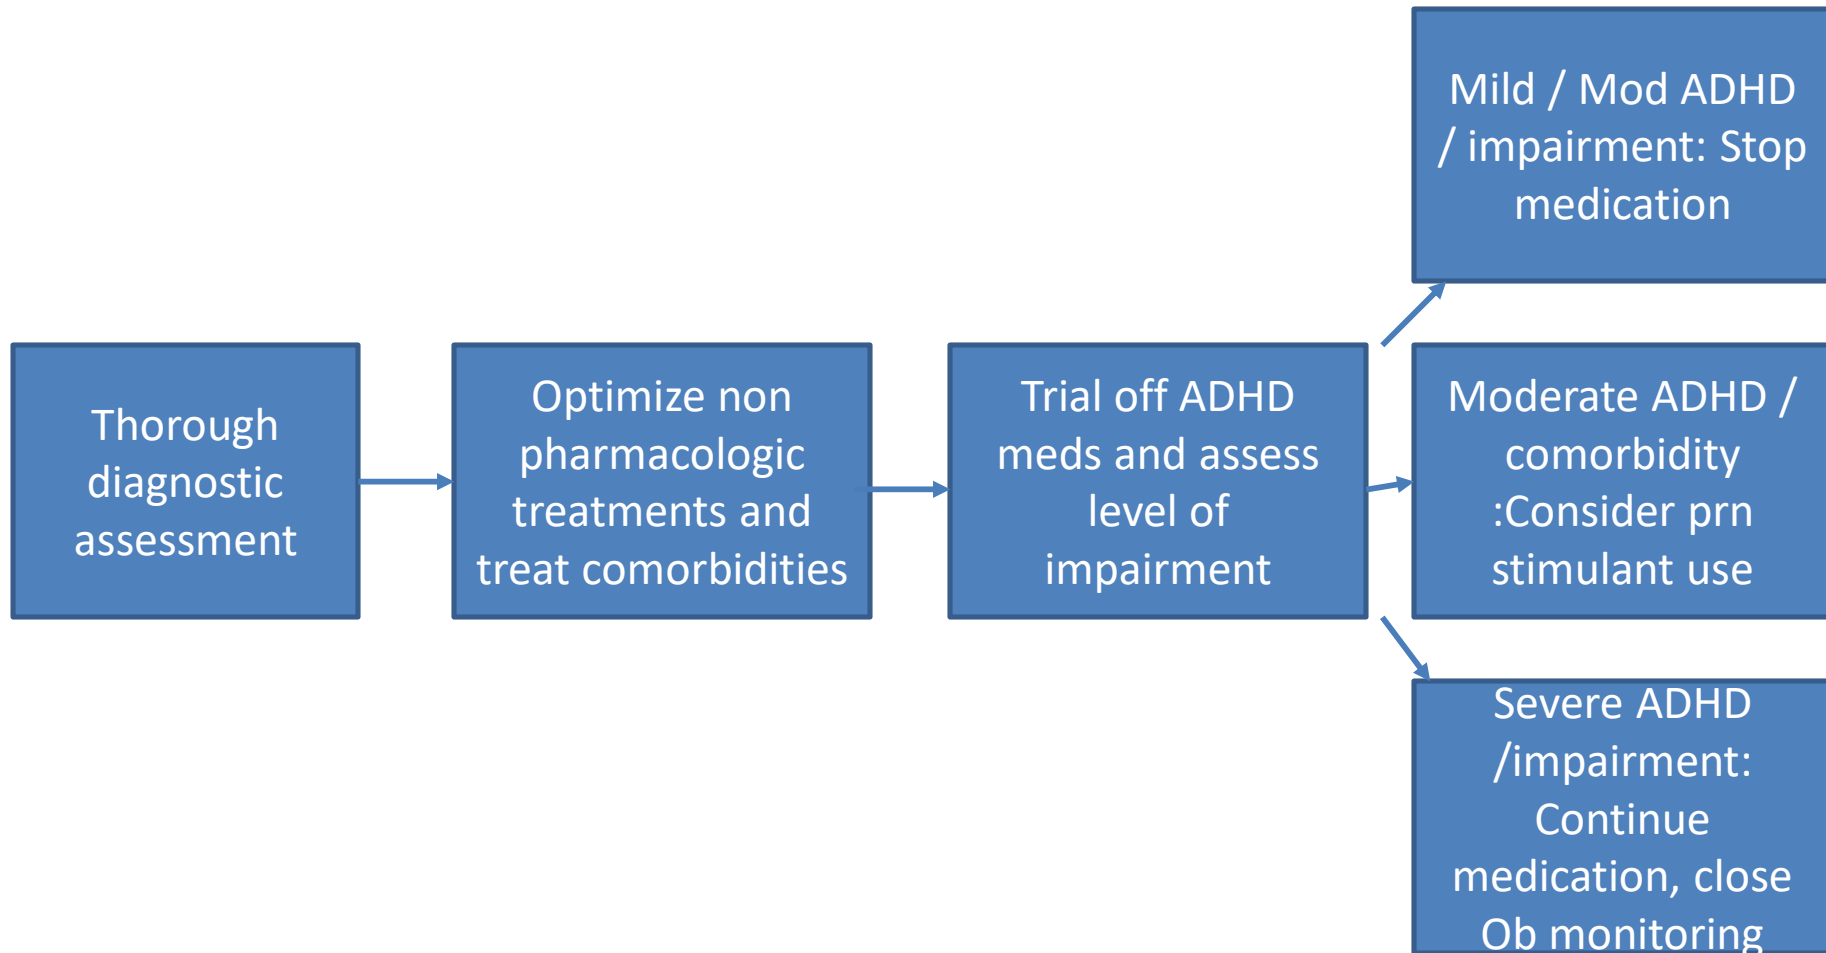 Thorough
diagnostic
assessment
Optimize non
pharmacologic
treatments and
treat comorbidities
Trial off ADHD
meds and assess
level of
impairment
Mild / Mod ADHD
/ impairment: Stop
medication
Moderate ADHD /
comorbidity
:Consider prn
stimulant use
Severe ADHD
/impairment:
Continue
medication, close
Ob monitoring